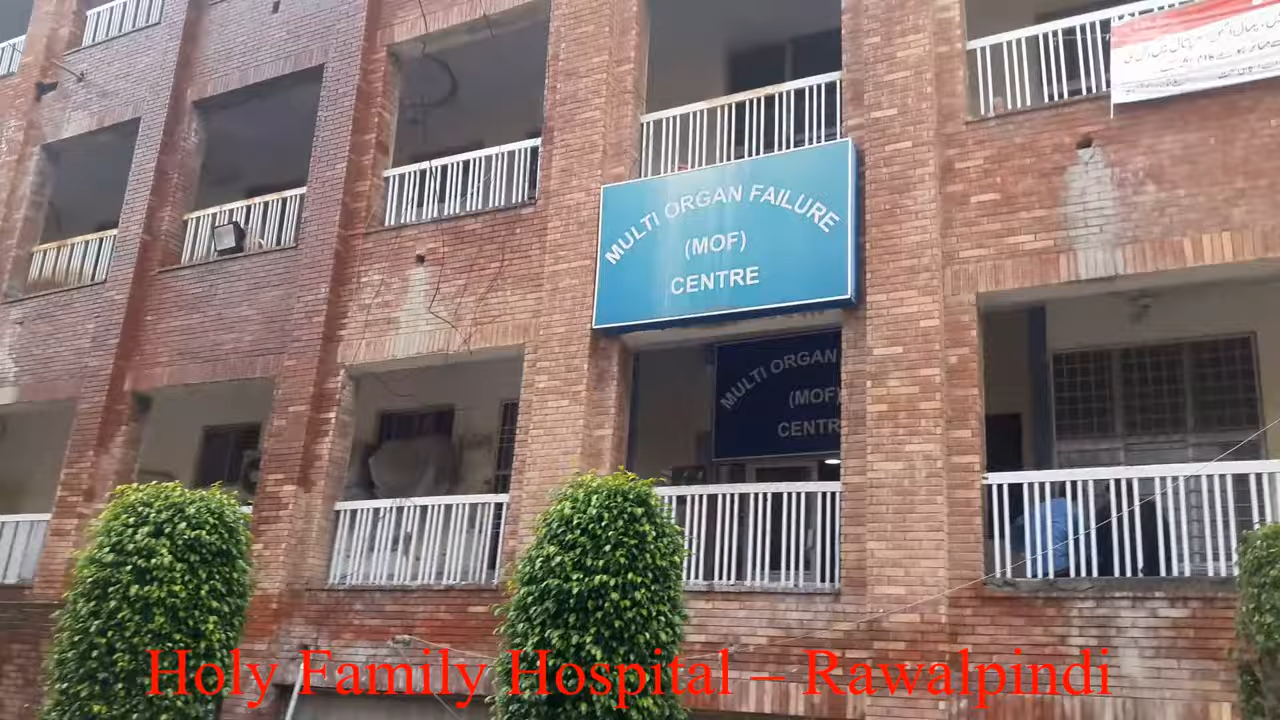 MULTI ORGAN FAILURE
(MOF)
CENTRE
MULTI ORGAN
(MOF)
CENTR
Holy Family Hospital – Rawalpindi